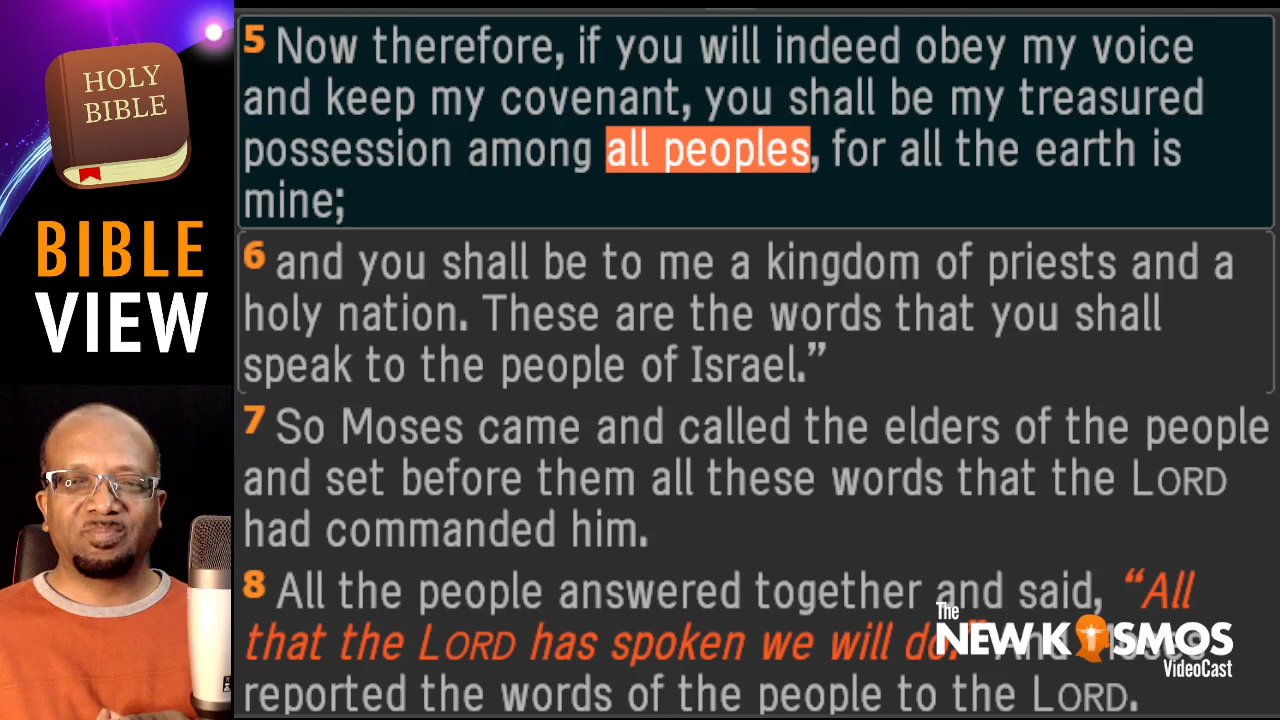 HOLY
BIBLE
BIBLE
VIEW
5 Now therefore, if you will indeed obey my voice
and keep my covenant, you shall be my treasured
possession among all peoples, for all the earth is
mine;
6 and you shall be to me a kingdom of priests and a
holy nation. These are the words that you shall
speak to the people of Israel.”
7 So Moses came and called the elders of the people
and set before them all these words that the LORD
had commanded him.
8 All the people answered together and said, “All
that the LORD has spoken we will do.” And Moses
reported the words of the people to the LORD.
The
NEW KOSMOS
VideoCast